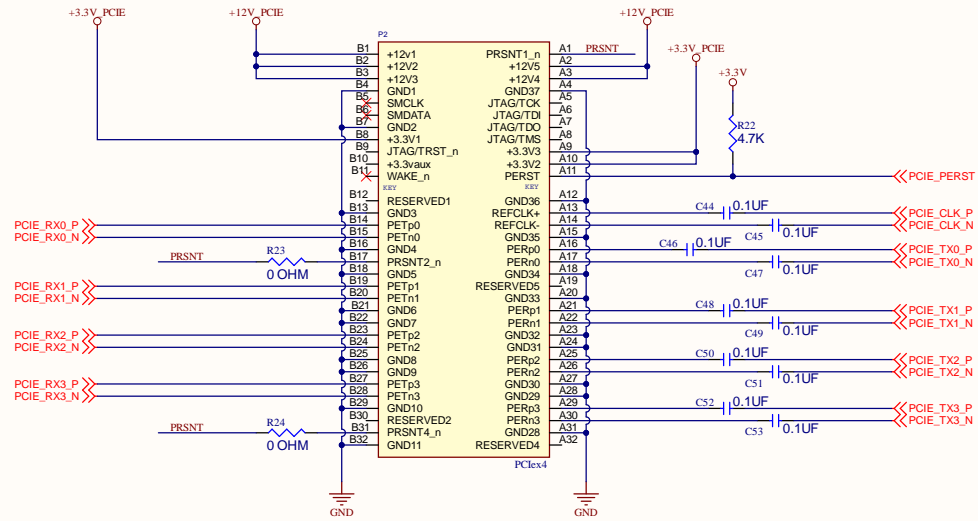 +3.3V_PCIE
+12V_PCIE
+12V_PCIE
+3.3V_PCIE
+3.3V
P2
B1 +12v1 PRSNT1_n A1 PRSNT
B2 +12V2 +12V5 A2
B3 +12V3 +12V4 A3
B4 GND1 GND37 A4
B5 SMCLK JTAG/TCK A5
B6 SMDATA JTAG/TDI A6
B7 GND2 JTAG/TDO A7
B8 +3.3V1 JTAG/TMS A8
B9 JTAG/TRST_n +3.3V3 A9
B10 +3.3vaux +3.3V2 A10
B11 WAKE_n PERST A11 PCIE_PERST
R22
4.7K
KEY KEY
B12 RESERVED1 GND36 A12
B13 GND3 REFCLK+ A13 C44 0.1UF PCIE_CLK_P
PCIE_RX0_P B14 PETp0 REFCLK- A14 C45 0.1UF PCIE_CLK_N
PCIE_RX0_N B15 PETn0 GND35 A15
B16 GND4 PERp0 A16 C46 0.1UF PCIE_TX0_P
PRSNT R23 0 OHM B17 PRSNT2_n PERn0 A17 C47 0.1UF PCIE_TX0_N
B18 GND5 GND34 A18
PCIE_RX1_P B19 PETp1 RESERVED5 A19
PCIE_RX1_N B20 PETn1 GND33 A20
B21 GND6 PERp1 A21 C48 0.1UF PCIE_TX1_P
B22 GND7 PERn1 A22 C49 0.1UF PCIE_TX1_N
PCIE_RX2_P B23 PETp2 GND32 A23
PCIE_RX2_N B24 PETn2 GND31 A24
B25 GND8 PERp2 A25 C50 0.1UF PCIE_TX2_P
B26 GND9 PERn2 A26 C51 0.1UF PCIE_TX2_N
PCIE_RX3_P B27 PETp3 GND30 A27
PCIE_RX3_N B28 PETn3 GND29 A28
B29 GND10 PERp3 A29 C52 0.1UF PCIE_TX3_P
B30 RESERVED2 PERn3 A30 C53 0.1UF PCIE_TX3_N
PRSNT R24 0 OHM B31 PRSNT4_n GND28 A31
B32 GND11 RESERVED4 A32
PCIex4
GND
GND